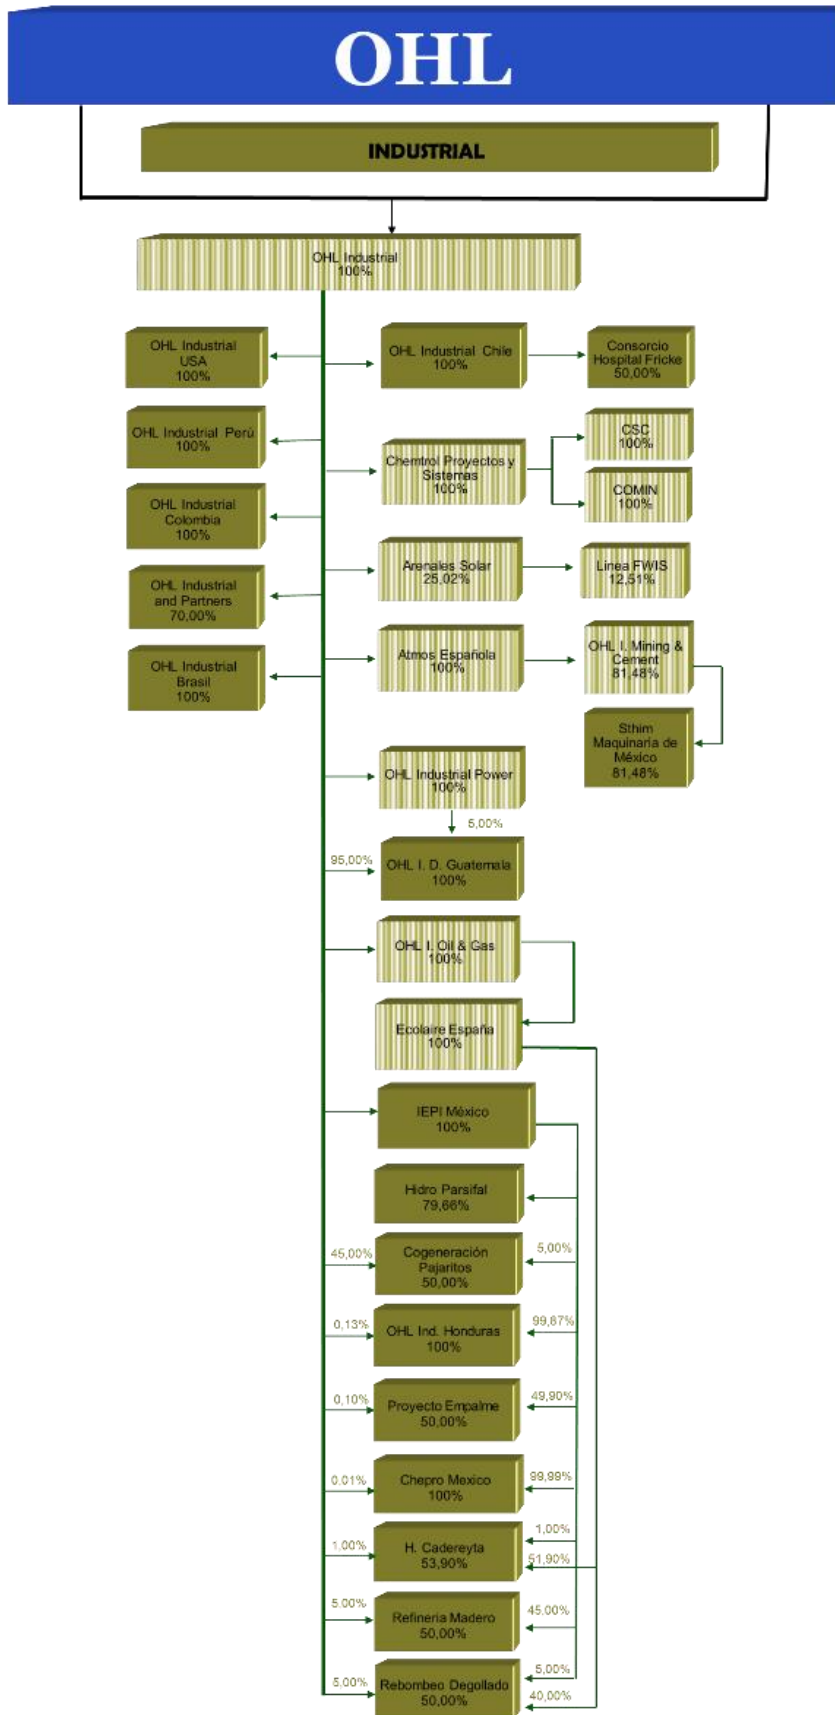 OHL
INDUSTRIAL
OHL Industrial
100%
OHL Industrial
USA
100%
OHL Industrial Chile
100%
Consorcio
Hospital Fricke
50,00%
OHL Industrial Perú
100%
Chemtrol Proyectos y
Sistemas
100%
CSC
100%
COMIN
100%
OHL Industrial
Colombia
100%
Arenales Solar
25,02%
Linea FWIS
12,51%
OHL Industrial
and Partners
70,00%
Atmos Española
100%
OHL I. Mining &
Cement
81,48%
OHL Industrial
Brasil
100%
Sthim
Maquinaria de
México
81,48%
OHL Industrial Power
100%
5,00%
95,00%
OHL I. D. Guatemala
100%
OHL I. Oil & Gas
100%
Ecolaire España
100%
IEPI México
100%
Hidro Parsifal
79,66%
45,00%
Cogeneración
Pajaritos
50,00%
5,00%
0,13%
OHL Ind. Honduras
100%
99,87%
0,10%
Proyecto Empalme
50,00%
49,90%
0,01%
Chepro Mexico
100%
99,99%
1,00%
H. Cadereyta
53,90%
1,00%
51,90%
5,00%
Refineria Madero
50,00%
45,00%
5,00%
Rebombeo Degollado
50,00%
5,00%
40,00%